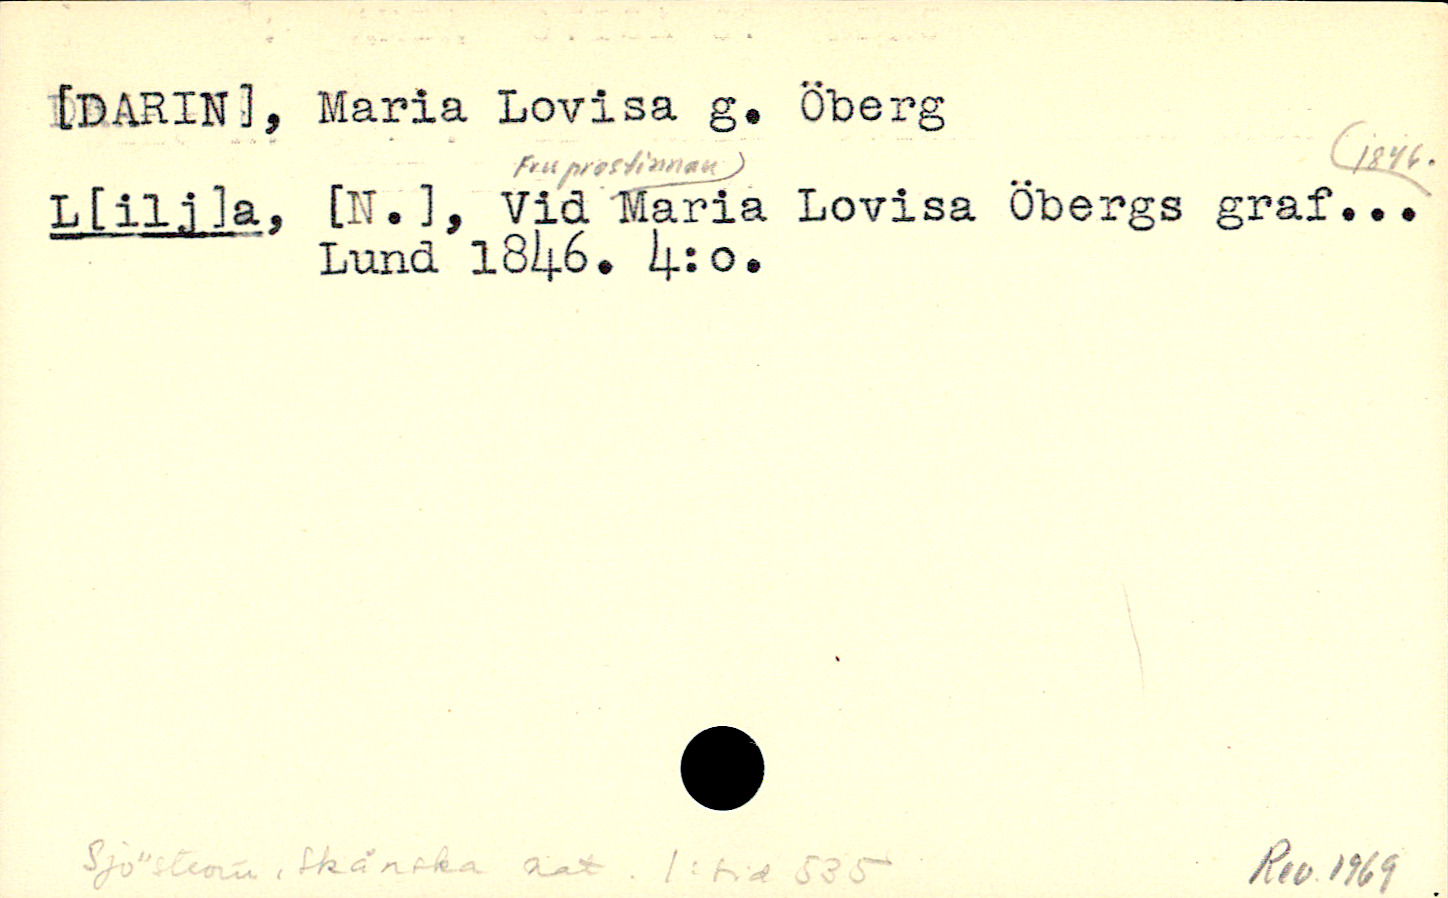 [DARIN], Maria Lovisa g. Öberg
Fru prostinnan
(1846.
L[ilj]a, [N.], Vid Maria Lovisa Öbergs graf...
Lund 1846. 4:o.
Sjöström, Skånska nat. 1: sid 535
Rev. 1969